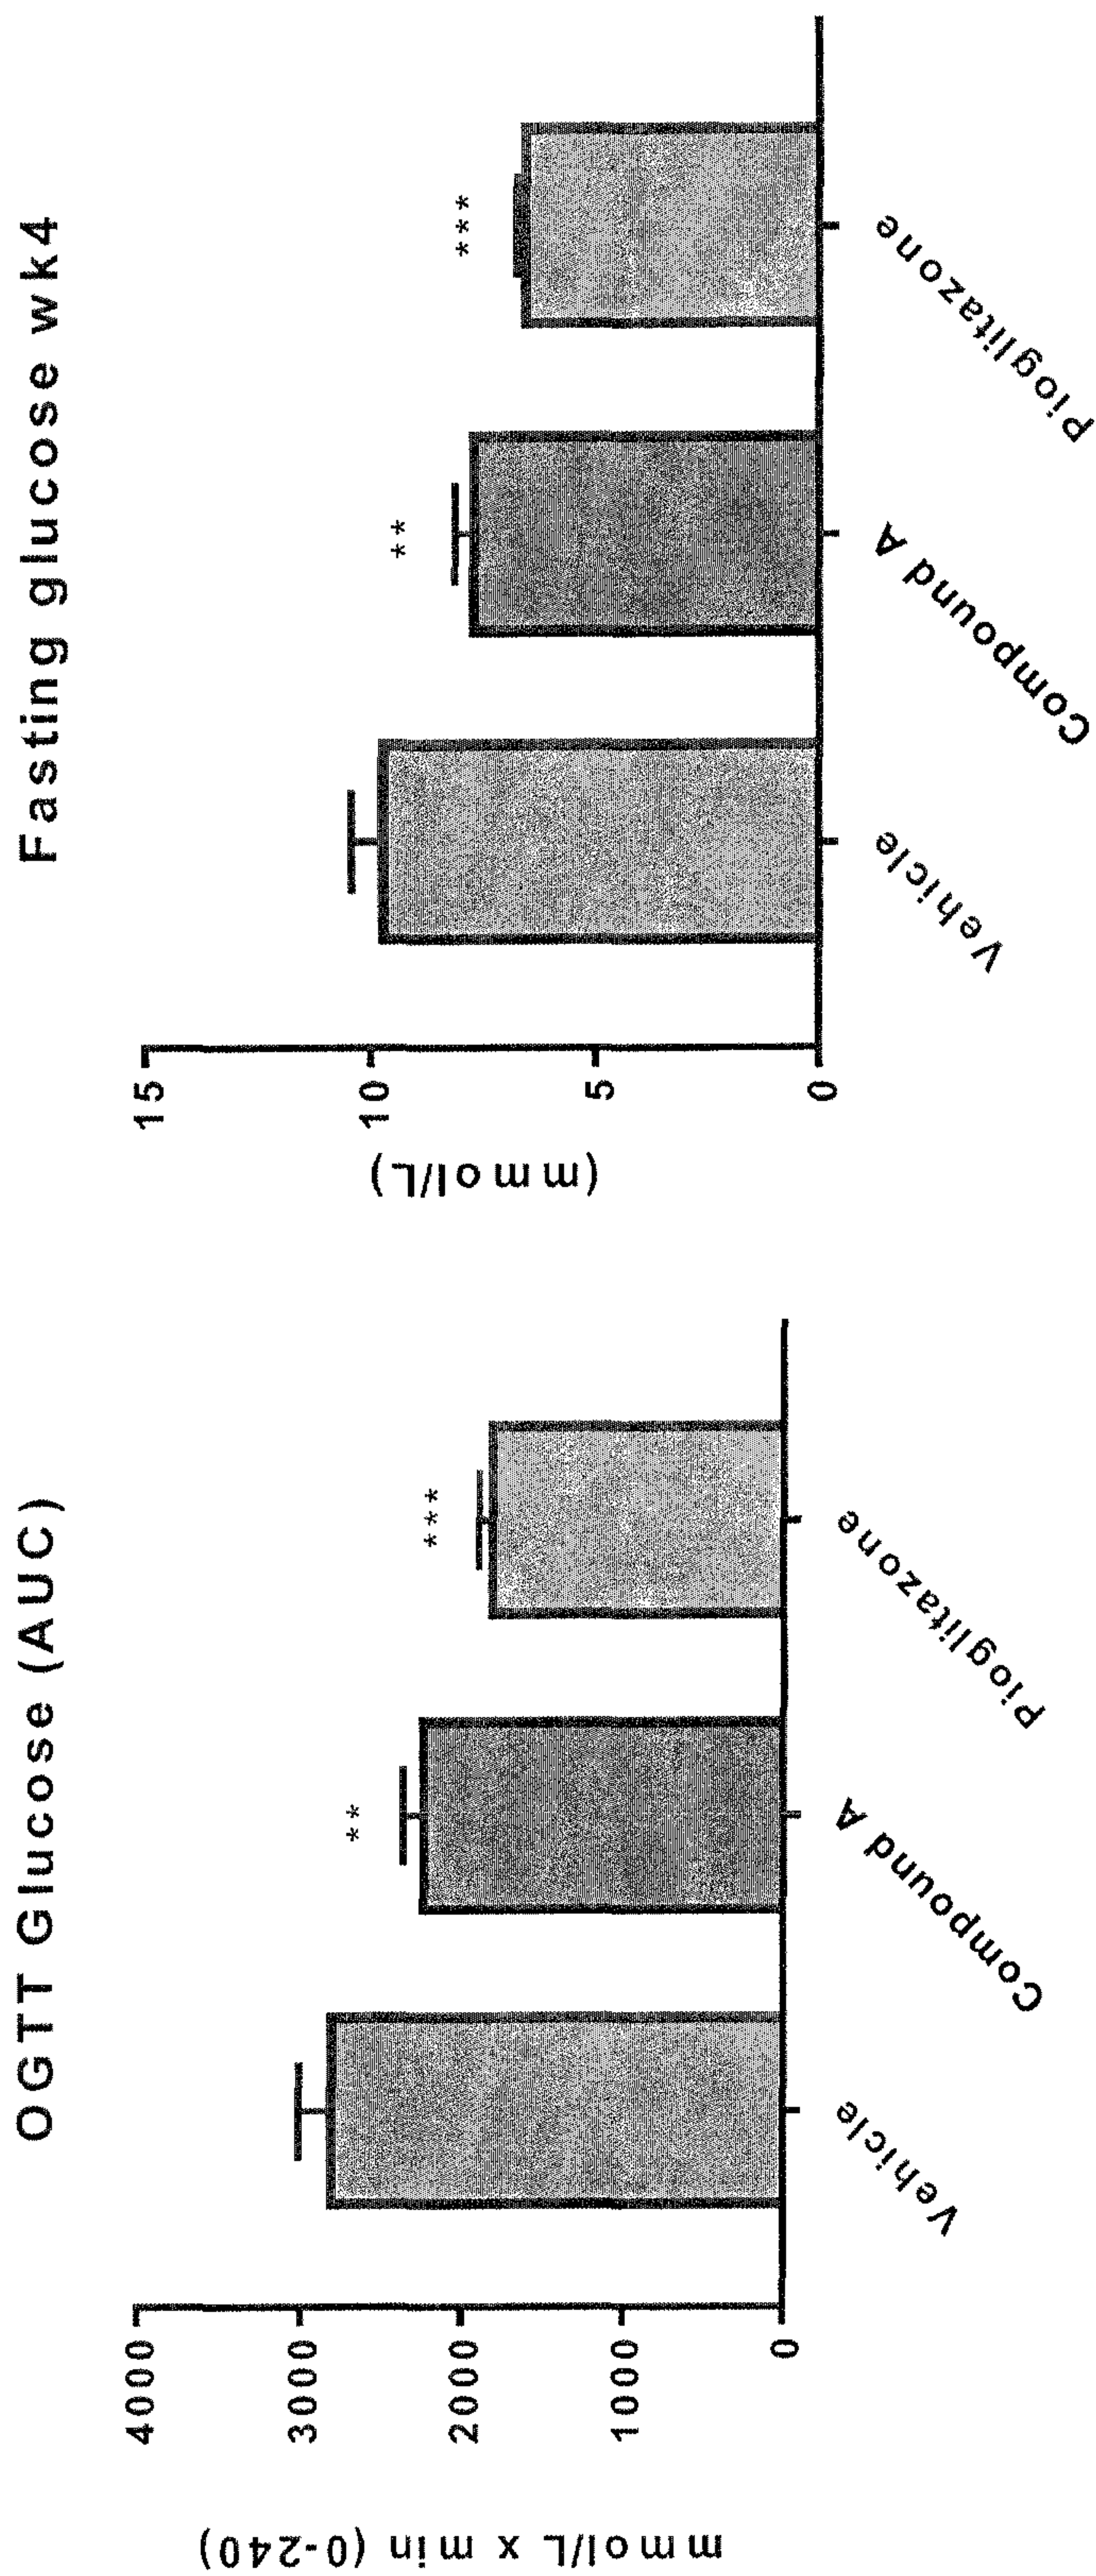 OGTT Glucose (AUC)
mmol/L x min (0-240)
4000
3000
2000
1000
0
**
***
Vehicle
Compound A
Pioglitazone
Fasting glucose wk4
(mmol/L)
15
10
5
0
**
***
Vehicle
Compound A
Pioglitazone